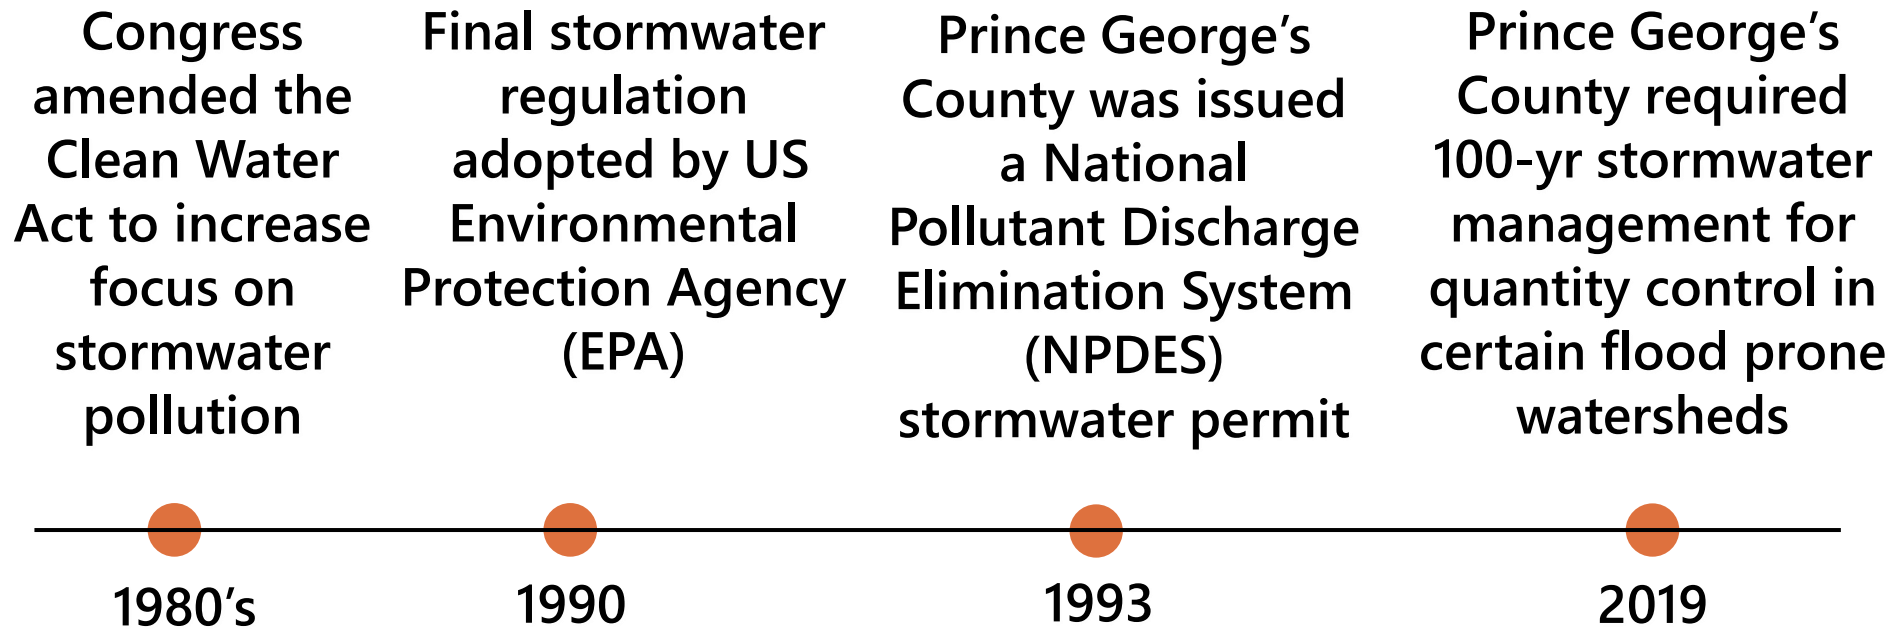 Congress
amended the
Clean Water
Act to increase
focus on
stormwater
pollution
Final stormwater
regulation
adopted by US
Environmental
Protection Agency
(EPA)
Prince George’s
County was issued
a National
Pollutant Discharge
Elimination System
(NPDES)
stormwater permit
Prince George’s
County required
100-yr stormwater
management for
quantity control in
certain flood prone
watersheds
1980’s
1990
1993
2019